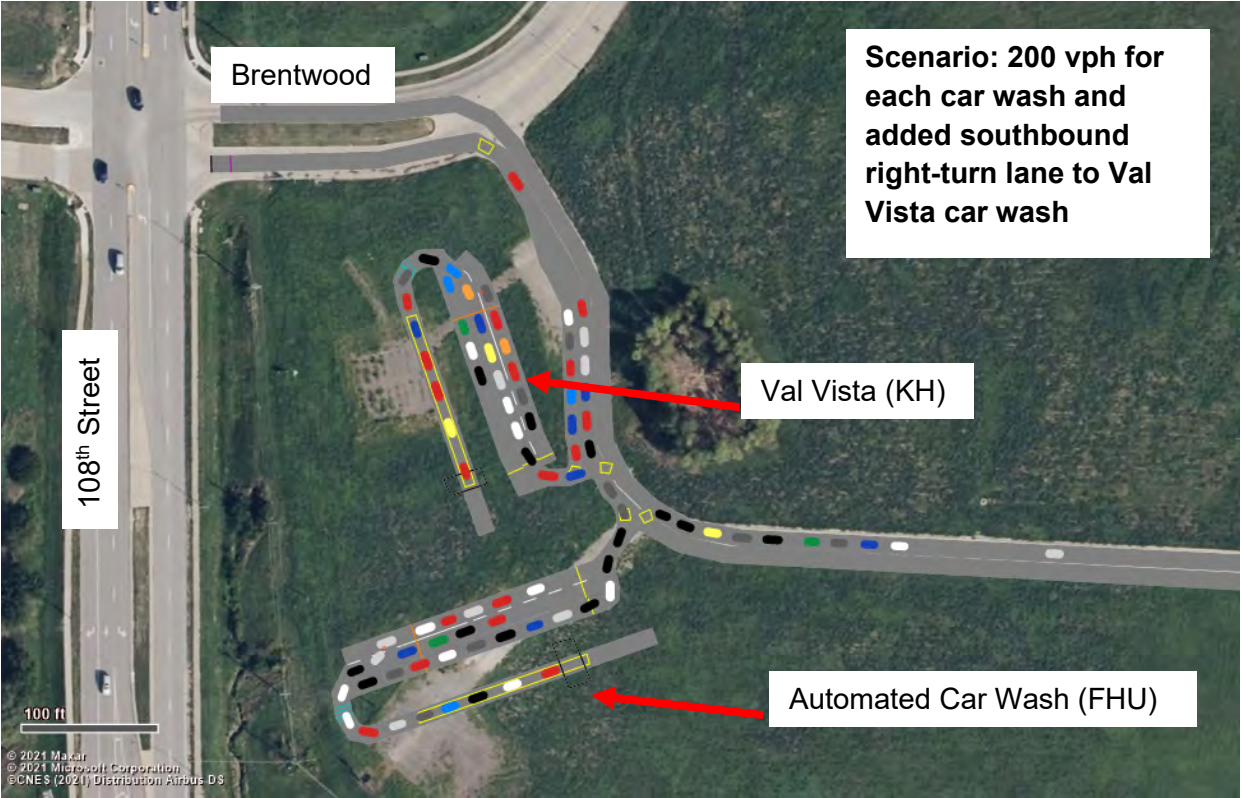 Brentwood
Scenario: 200 vph for
each car wash and
added southbound
right-turn lane to Val
Vista car wash
108th Street
Val Vista (KH)
Automated Car Wash (FHU)
100 ft
© 2021 Maxar
© 2021 Microsoft Corporation
©CNES (2021) Distribution Airbus DS